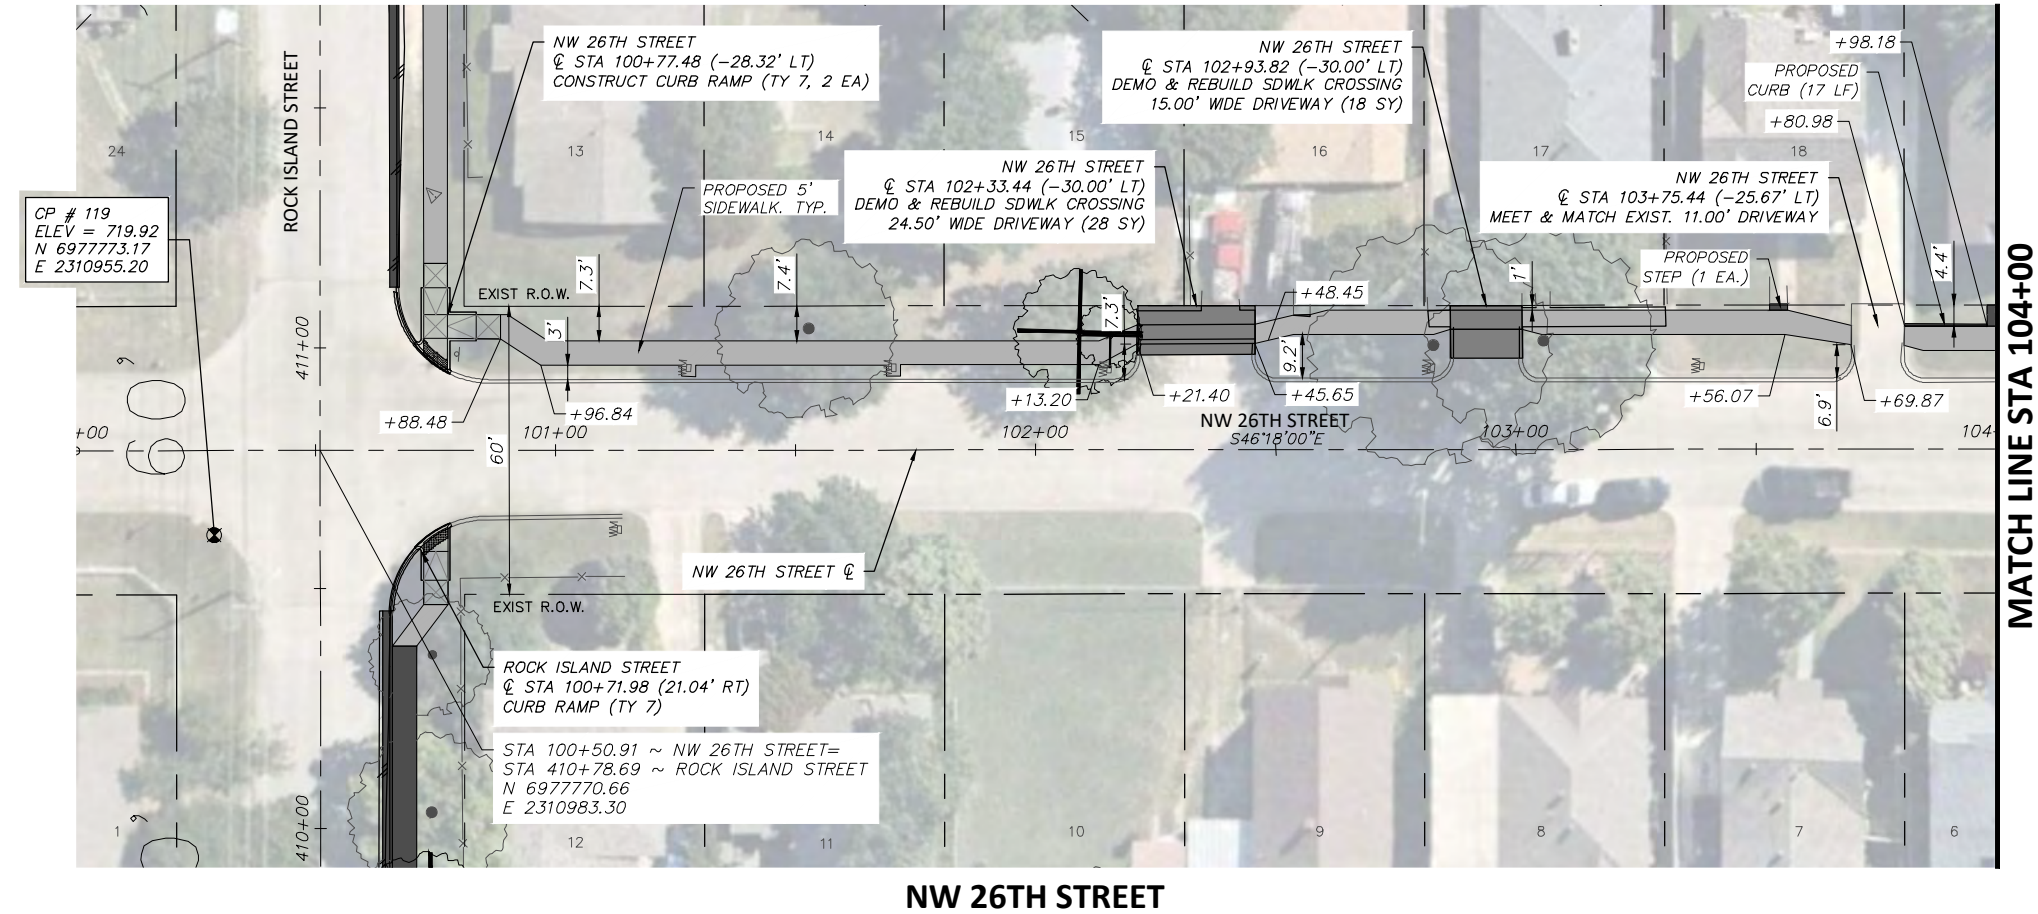 NW 26TH STREET
℄ STA 100+77.48 (-28.32' LT)
CONSTRUCT CURB RAMP (TY 7, 2 EA)
NW 26TH STREET
℄ STA 102+93.82 (-30.00' LT)
DEMO & REBUILD SDWLK CROSSING
15.00' WIDE DRIVEWAY (18 SY)
+98.18
PROPOSED
CURB (17 LF)
+80.98
ROCK ISLAND STREET
24
13
14
15
16
17
18
NW 26TH STREET
℄ STA 102+33.44 (-30.00' LT)
DEMO & REBUILD SDWLK CROSSING
24.50' WIDE DRIVEWAY (28 SY)
NW 26TH STREET
℄ STA 103+75.44 (-25.67' LT)
MEET & MATCH EXIST. 11.00' DRIVEWAY
PROPOSED 5'
SIDEWALK. TYP.
CP # 119
ELEV = 719.92
N 6977773.17
E 2310955.20
PROPOSED
STEP (1 EA.)
EXIST R.O.W.
7.3'
7.4'
7.3'
3'
+48.45
1'
4.4'
9.2'
6.9'
411+00
+88.48
+96.84
+13.20
+21.40
+45.65
+56.07
+69.87
+00
101+00
102+00
NW 26TH STREET
S46°18'00"E
103+00
104+
60'
WM
WM
WM
WM
WM
WM
NW 26TH STREET ℄
EXIST R.O.W.
ROCK ISLAND STREET
℄ STA 100+71.98 (21.04' RT)
CURB RAMP (TY 7)
STA 100+50.91 ~ NW 26TH STREET=
STA 410+78.69 ~ ROCK ISLAND STREET
N 6977770.66
E 2310983.30
410+00
1
12
11
10
9
8
7
6
MATCH LINE STA 104+00
NW 26TH STREET